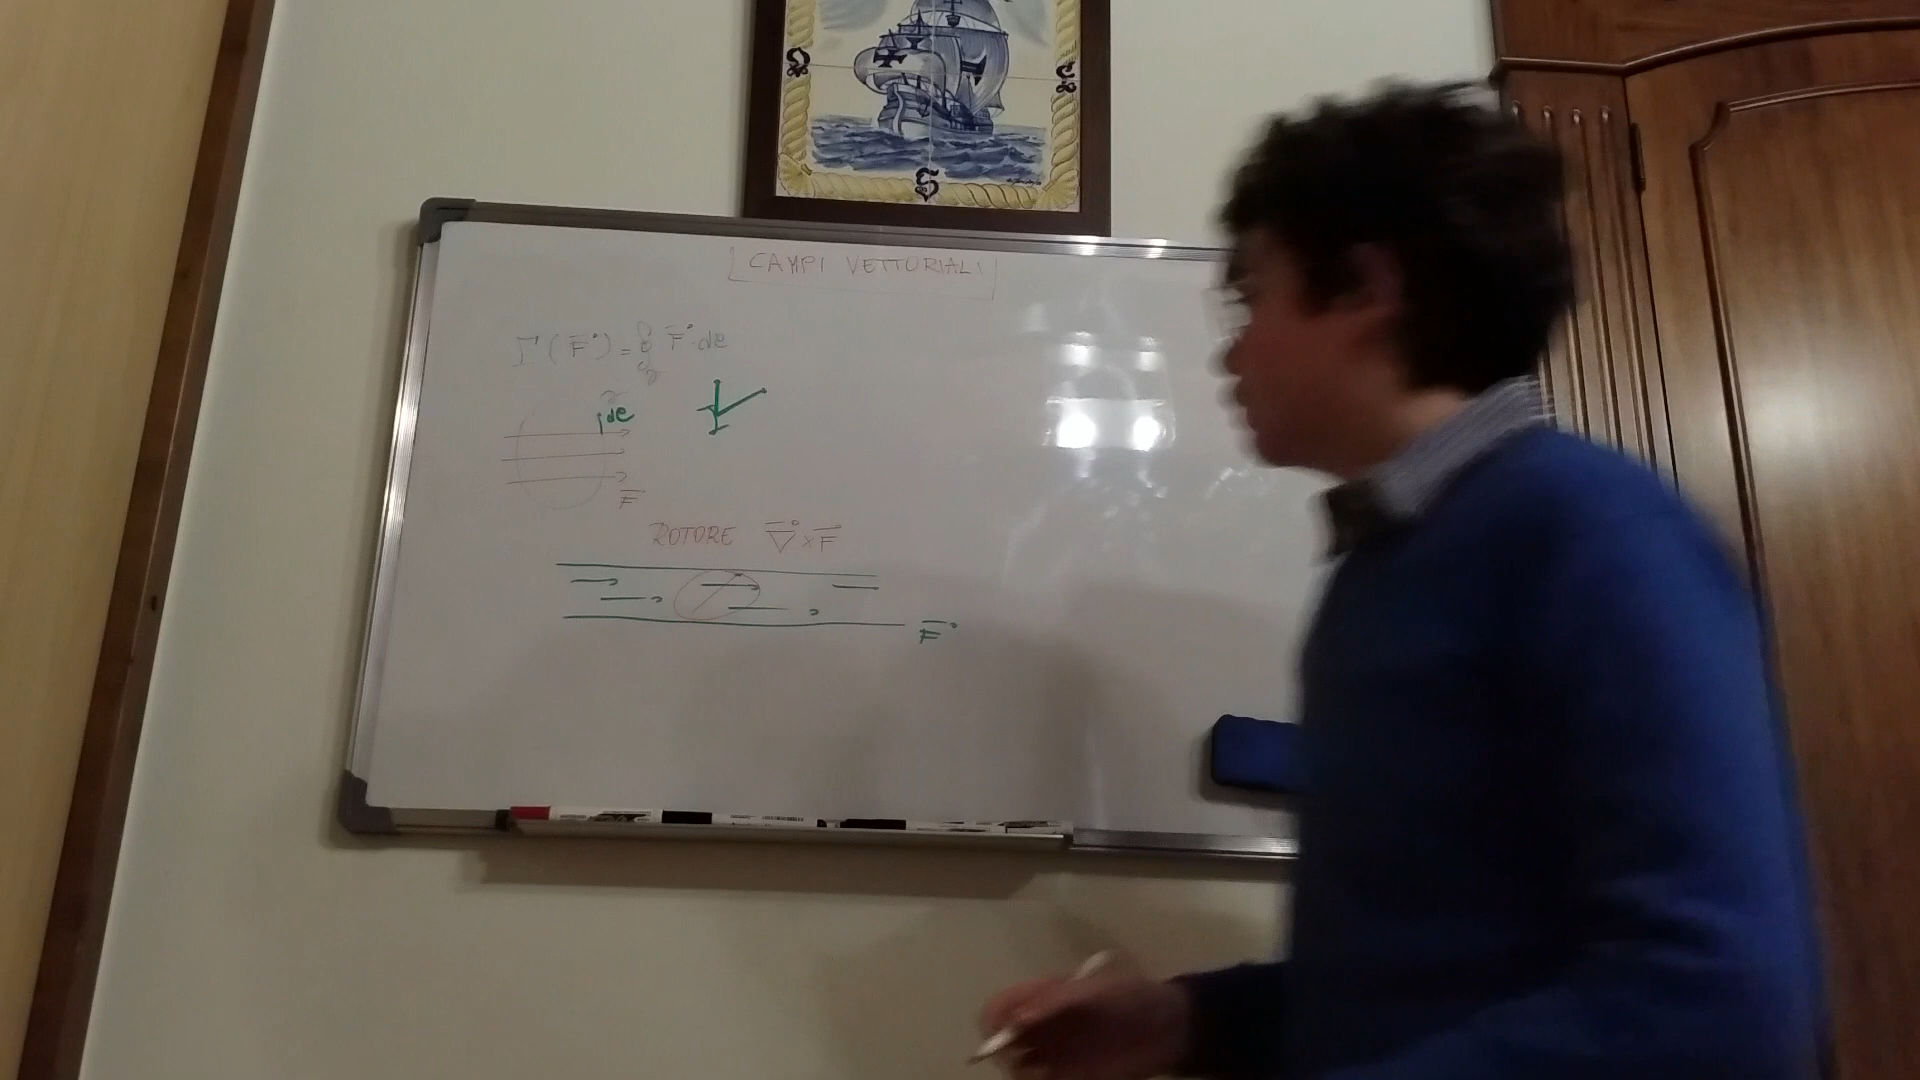 CAMPI VETTORIALI
Γ(F⃗) = ∮γ F⃗·dℓ
γ
dℓ
F⃗
ROTORE ∇⃗×F⃗
F⃗